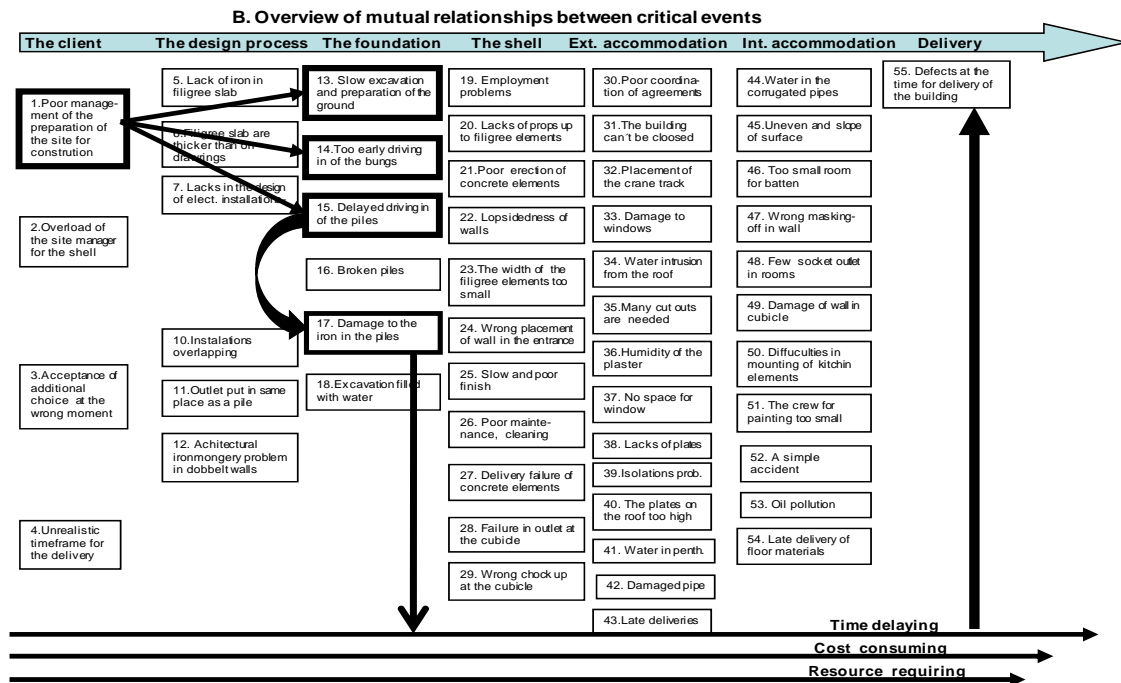 B. Overview of mutual relationships between critical events
The client
The design process
The foundation
The shell
Ext. accommodation
Int. accommodation
Delivery
1.Poor manage-
ment of the
preparation of
the site for
constrution
2.Overload of
the site manager
for the shell
3.Acceptance of
additional
choice at the
wrong moment
4.Unrealistic
timeframe for
the delivery
5. Lack of iron in
filigree slab
6.Filigree slab are
thicker than on
drawings
7. Lacks in the design
of elect. installations
10.Instalations
overlapping
11.Outlet put in same
place as a pile
12. Achitectural
ironmongery problem
in dobbelt walls
13. Slow excavation
and preparation of the
ground
14.Too early driving
in of the bungs
15. Delayed driving in
of the piles
16. Broken piles
17. Damage to the
iron in the piles
18.Excavation filled
with water
19. Employment
problems
20. Lacks of props up
to filigree elements
21.Poor erection of
concrete elements
22. Lopsidedness of
walls
23.The width of the
filigree elements too
small
24. Wrong placement
of wall in the entrance
25. Slow and poor
finish
26. Poor mainte-
nance, cleaning
27. Delivery failure of
concrete elements
28. Failure in outlet at
the cubicle
29. Wrong chock up
at the cubicle
30.Poor coordina-
tion of agreements
31.The building
can't be cloosed
32.Placement of
the crane track
33. Damage to
windows
34. Water intrusion
from the roof
35.Many cut outs
are needed
36.Humidity of the
plaster
37. No space for
window
38. Lacks of plates
39.Isolations prob.
40. The plates on
the roof too high
41. Water in penth.
42. Damaged pipe
43.Late deliveries
44.Water in the
corrugated pipes
45.Uneven and slope
of surface
46. Too small room
for batten
47. Wrong masking-
off in wall
48. Few socket outlet
in rooms
49. Damage of wall in
cubicle
50. Diffuculties in
mounting of kitchin
elements
51. The crew for
painting too small
52. A simple
accident
53. Oil pollution
54. Late delivery of
floor materials
55. Defects at the
time for delivery of
the building
Time delaying
Cost consuming
Resource requiring